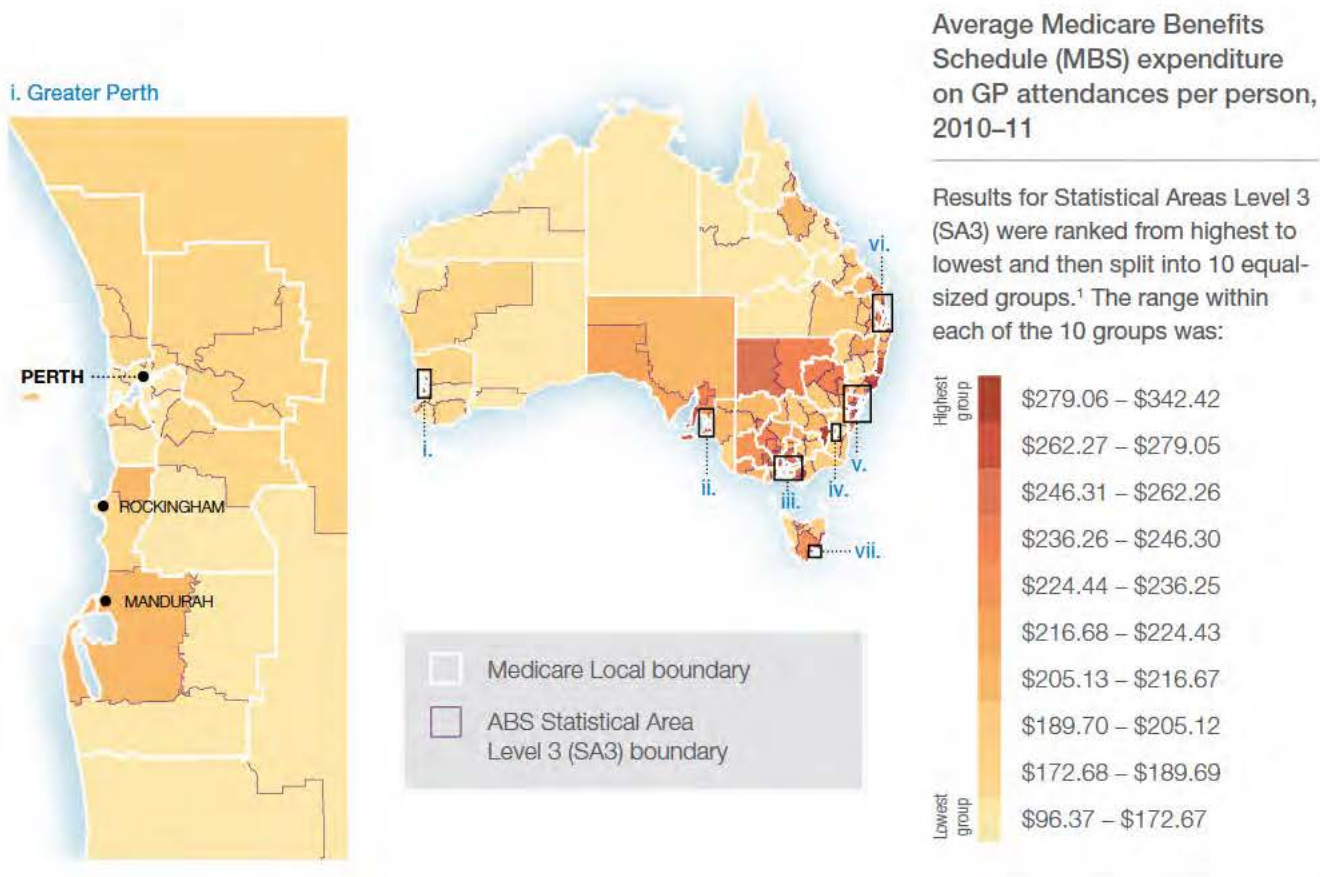 i. Greater Perth
PERTH
ROCKINGHAM
MANDURAH
i.
ii.
iii.
iv.
v.
vi.
vii.
Medicare Local boundary
ABS Statistical Area
Level 3 (SA3) boundary
Average Medicare Benefits
Schedule (MBS) expenditure
on GP attendances per person,
2010–11
Results for Statistical Areas Level 3
(SA3) were ranked from highest to
lowest and then split into 10 equal-
sized groups.¹ The range within
each of the 10 groups was:
Highest
group
$279.06 – $342.42
$262.27 – $279.05
$246.31 – $262.26
$236.26 – $246.30
$224.44 – $236.25
$216.68 – $224.43
$205.13 – $216.67
$189.70 – $205.12
$172.68 – $189.69
$96.37 – $172.67
Lowest
group